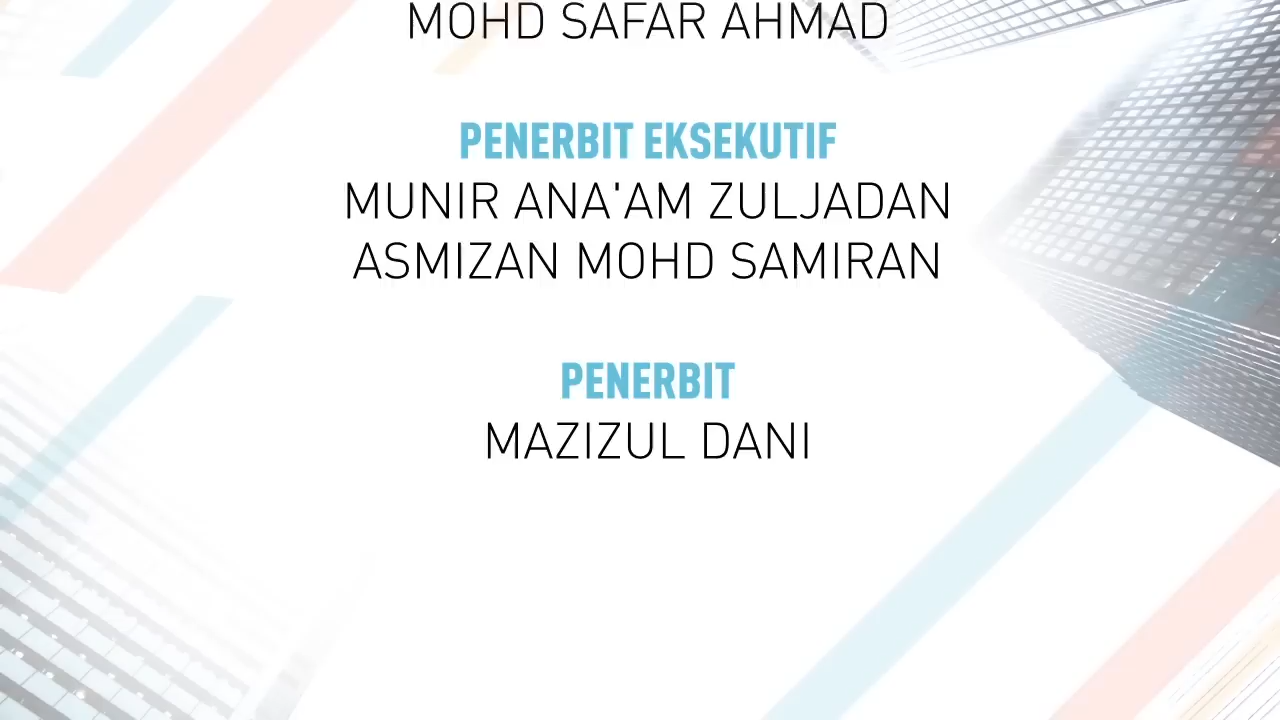 MOHD SAFAR AHMAD
PENERBIT EKSEKUTIF
MUNIR ANA'AM ZULJADAN
ASMIZAN MOHD SAMIRAN
PENERBIT
MAZIZUL DANI